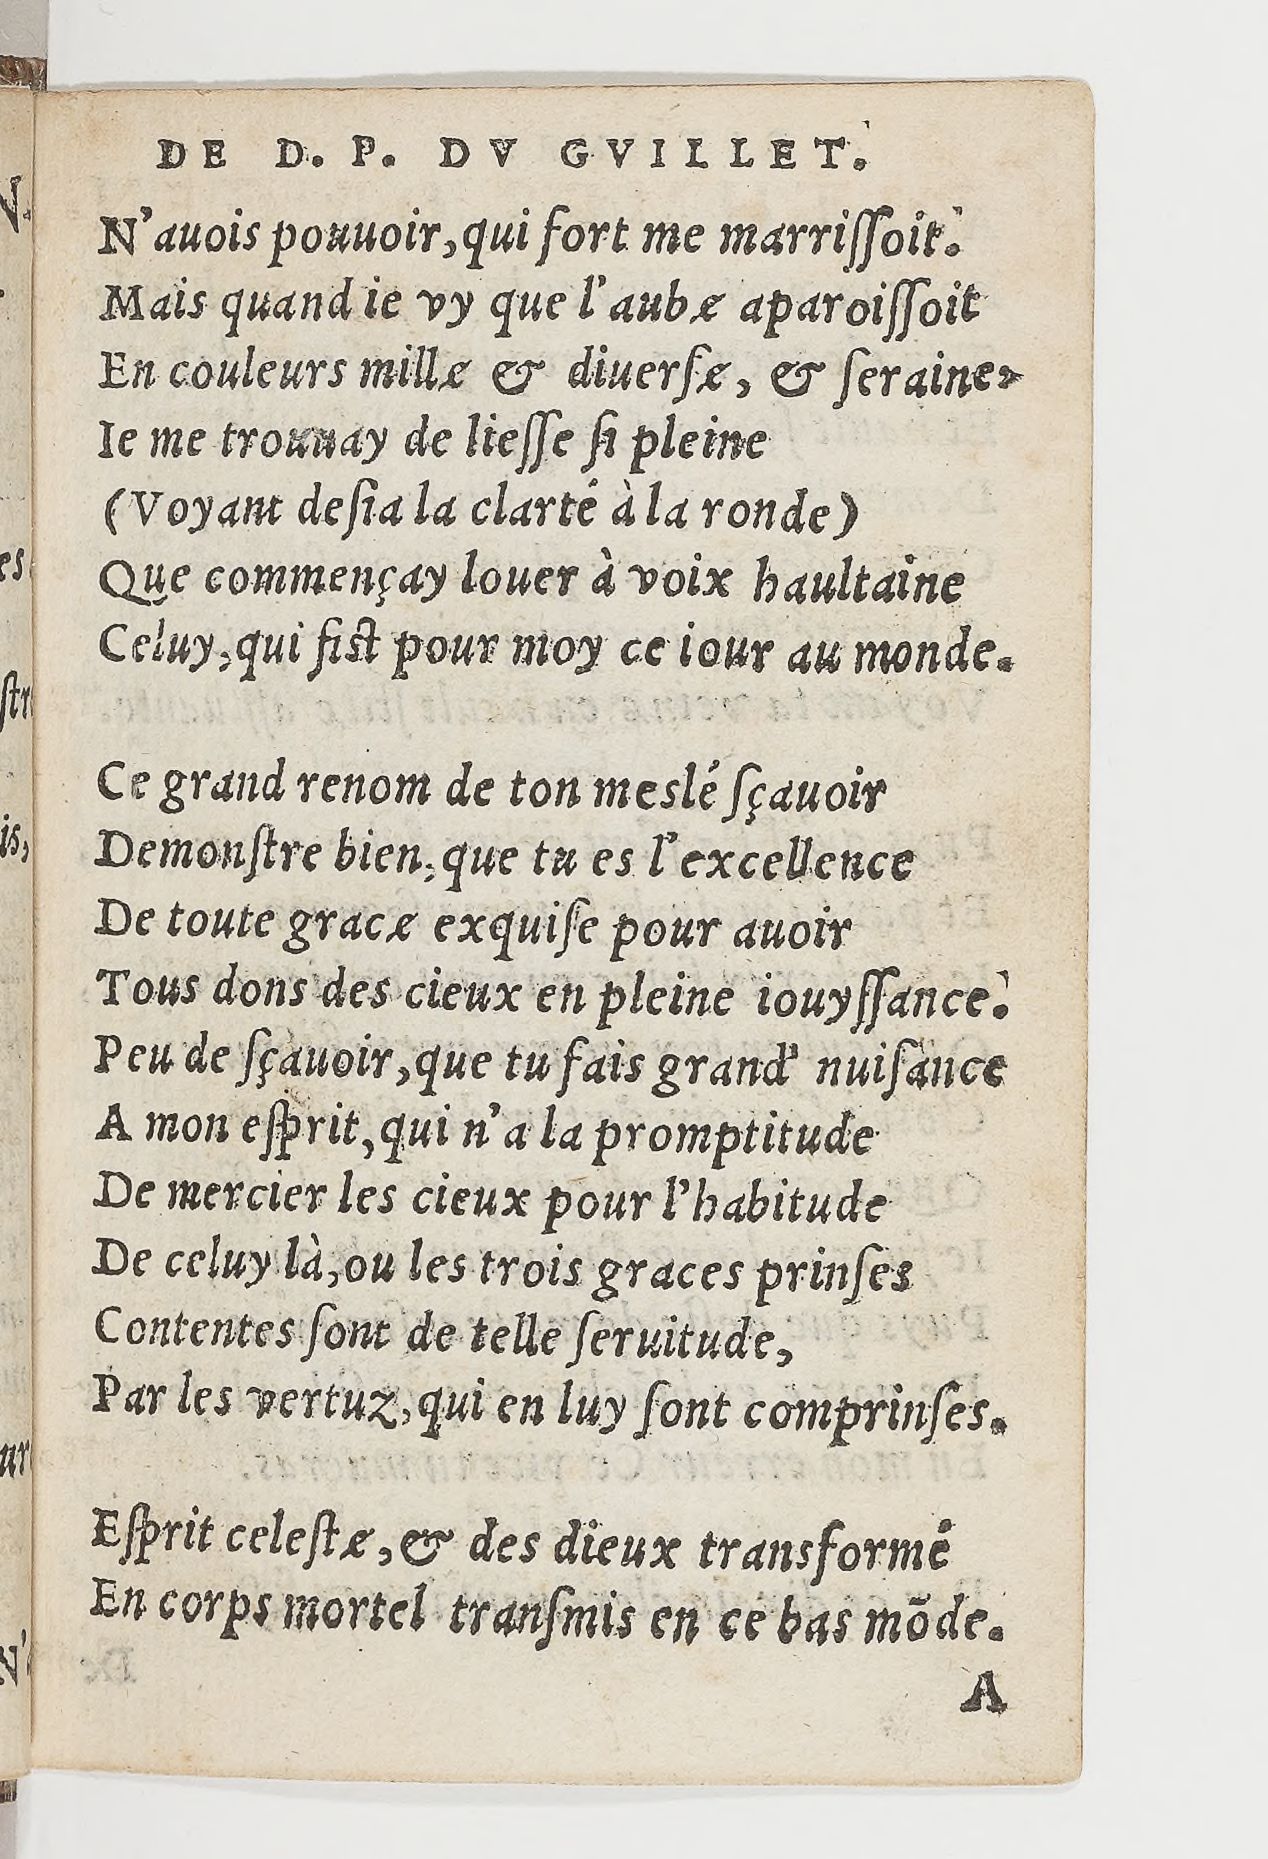 DE D. P. DV GVILLET.
N'auois pouuoir, qui fort me marriſſoit.
Mais quand ie vy que l'aubæ aparoiſſoit
En couleurs millæ & diuerſæ, & ſeraine,
Ie me trouuay de lieſſe ſi pleine
(Voyant deſia la clarté à la ronde)
Que commençay louer à voix haultaine
Celuy, qui fiſt pour moy ce iour au monde.
Ce grand renom de ton meslé ſçauoir
Demonſtre bien, que tu es l'excellence
De toute gracæ exquiſe pour auoir
Tous dons des cieux en pleine iouyſſance.
Peu de ſçauoir, que tu fais grand' nuiſance
A mon eſprit, qui n'a la promptitude
De mercier les cieux pour l'habitude
De celuy là, ou les trois graces prinſes
Contentes ſont de telle ſeruitude,
Par les vertuz, qui en luy ſont comprinſes.
Eſprit celeſtæ, & des dieux transformé
En corps mortel tranſmis en ce bas mõde.
A